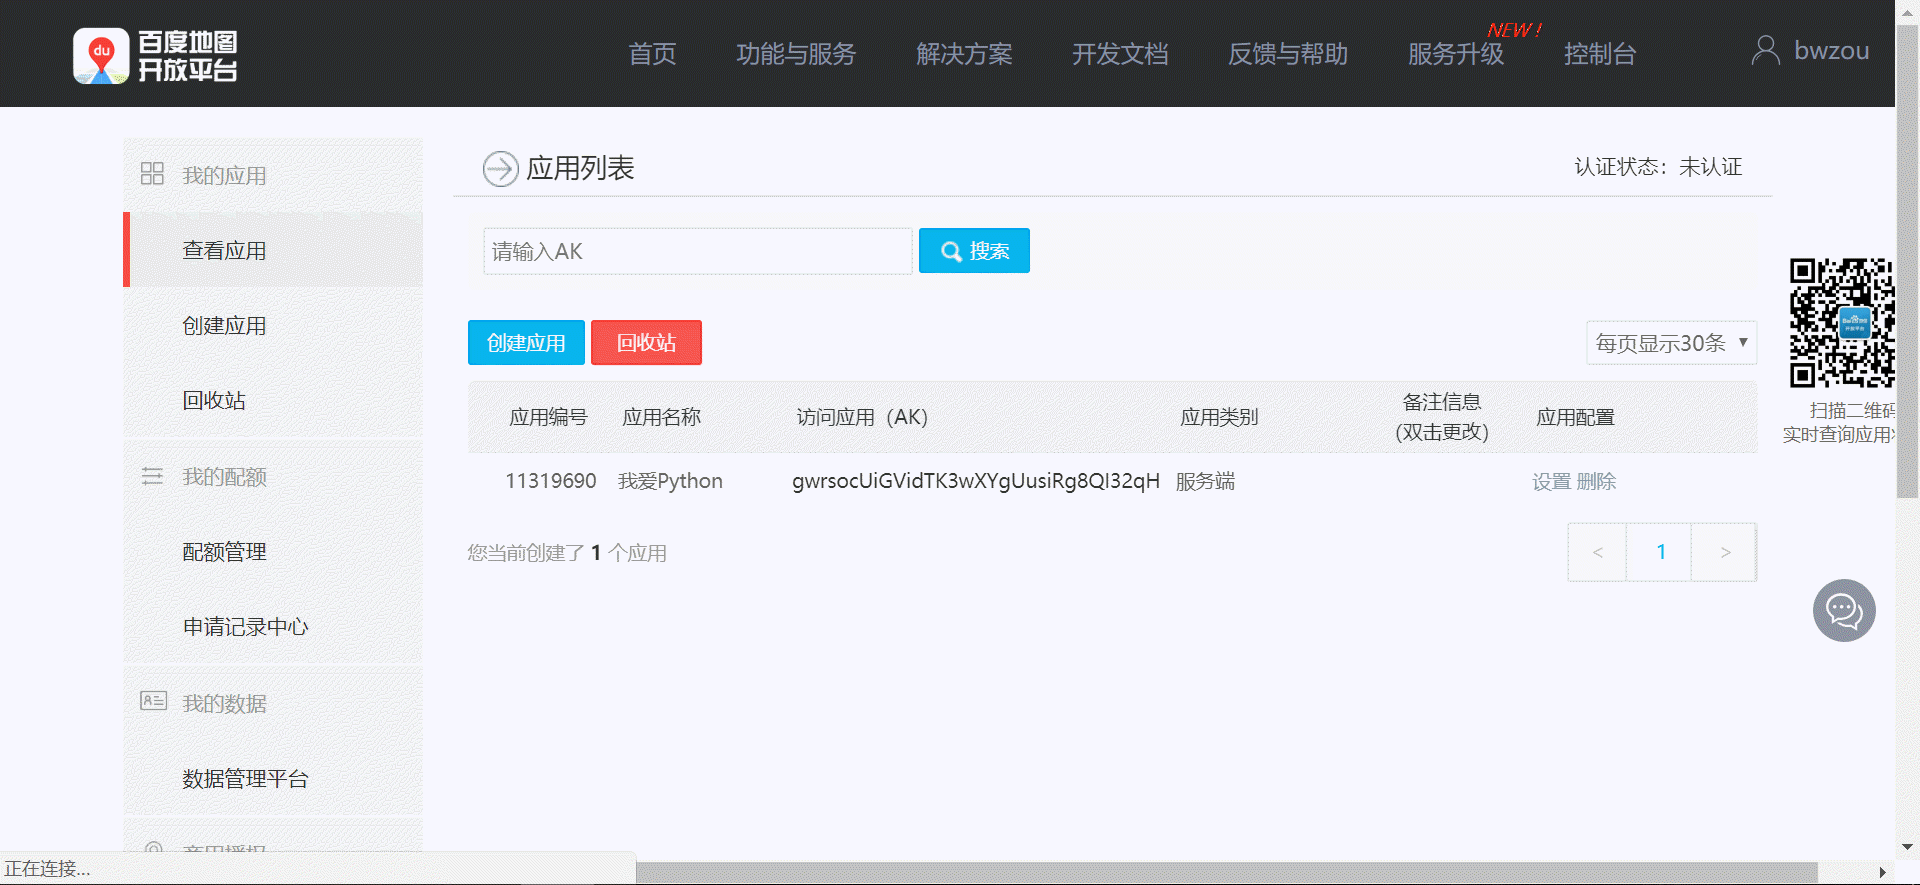 百度地图
开放平台
首页 功能与服务 解决方案 开发文档 反馈与帮助 服务升级 NEW! 控制台 bwzou
我的应用
查看应用
创建应用
回收站
我的配额
配额管理
申请记录中心
我的数据
数据管理平台
应用列表
认证状态：未认证
请输入AK
搜索
创建应用 回收站
每页显示30条
应用编号 应用名称 访问应用（AK） 应用类别 备注信息 (双击更改) 应用配置
11319690 我爱Python gwrsocUiGVidTK3wXYgUusiRg8QI32qH 服务端 设置 删除
您当前创建了 1 个应用
< 1 >
du
扫描二维码
实时查询应用
正在连接...